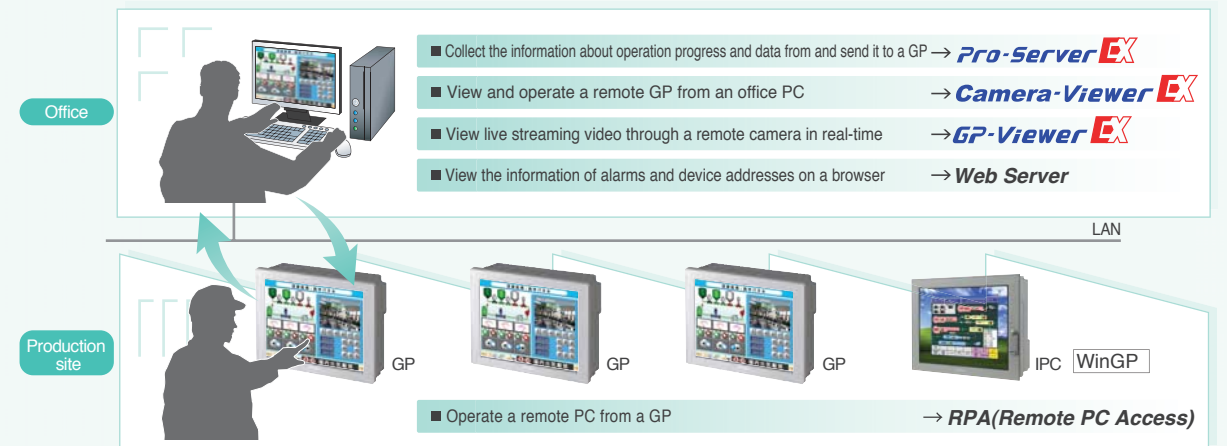 Office
■ Collect the information about operation progress and data from and send it to a GP → Pro-Server EX
■ View and operate a remote GP from an office PC → Camera-Viewer EX
■ View live streaming video through a remote camera in real-time → GP-Viewer EX
■ View the information of alarms and device addresses on a browser → Web Server
LAN
Production
site
GP
GP
GP
IPC WinGP
■ Operate a remote PC from a GP → RPA(Remote PC Access)